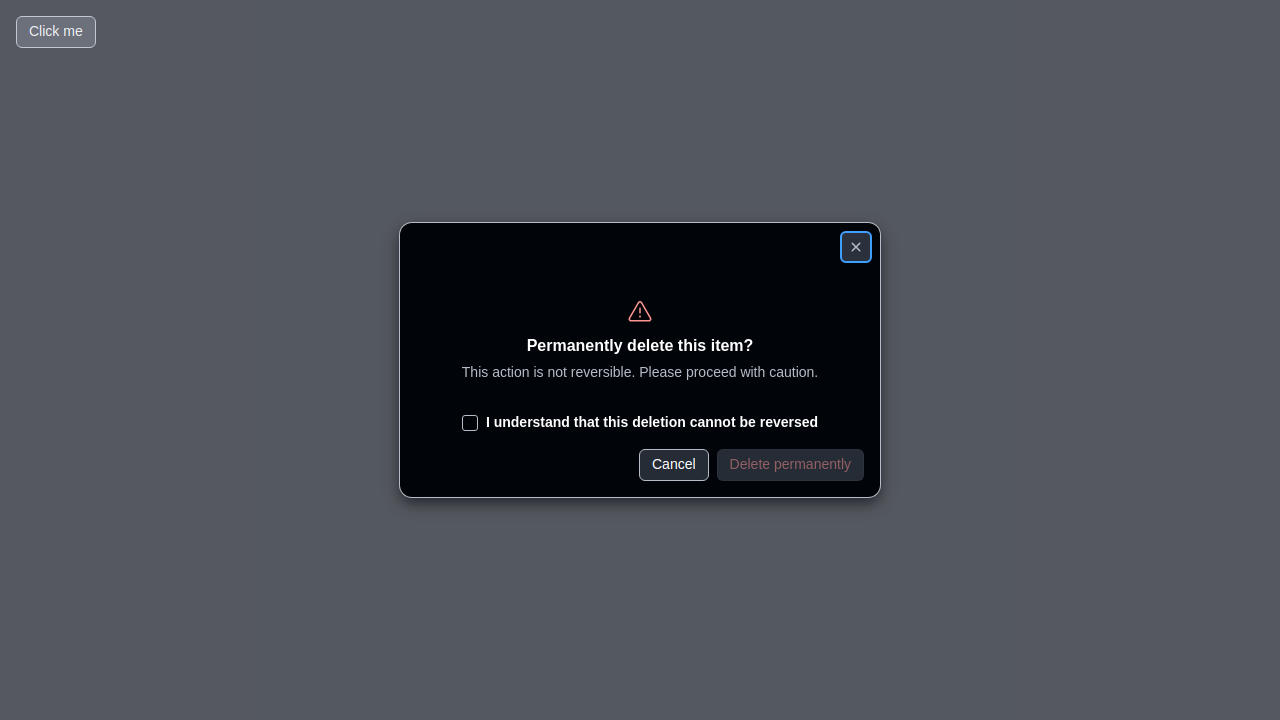 Click me
Permanently delete this item?
This action is not reversible. Please proceed with caution.
I understand that this deletion cannot be reversed
Cancel
Delete permanently